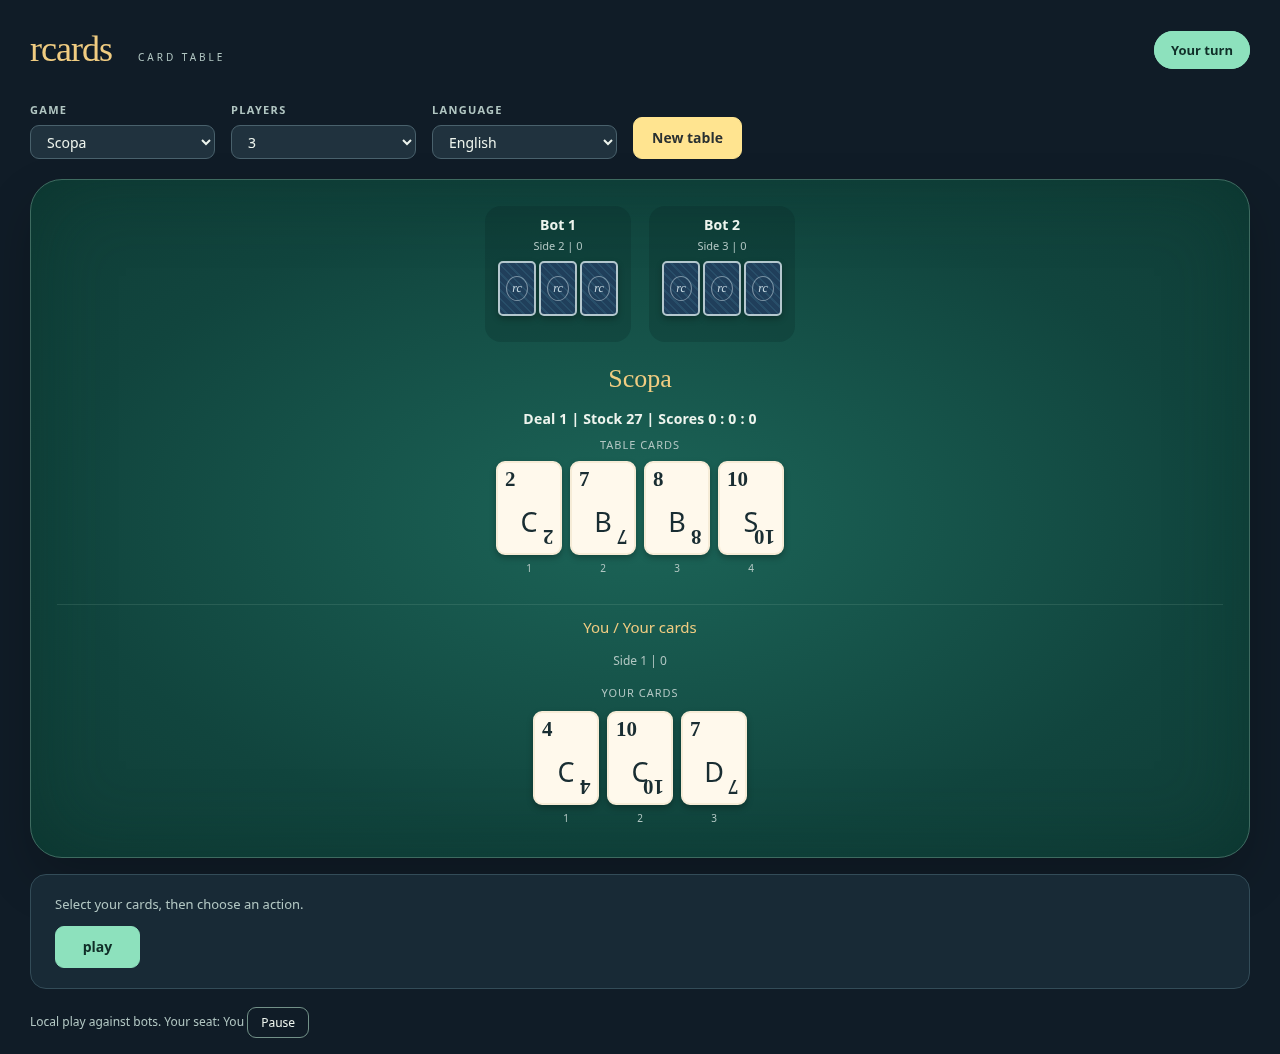 rcards CARD TABLE Your turn
GAME PLAYERS LANGUAGE
Scopa 3 English New table
Bot 1 Bot 2
Side 2 | 0 Side 3 | 0
rc rc rc rc rc rc
Scopa
Deal 1 | Stock 27 | Scores 0 : 0 : 0
TABLE CARDS
2 7 8 10
C B B S
2 7 8 10
1 2 3 4
You / Your cards
Side 1 | 0
YOUR CARDS
4 10 7
C C D
4 10 7
1 2 3
Select your cards, then choose an action.
play
Local play against bots. Your seat: You Pause